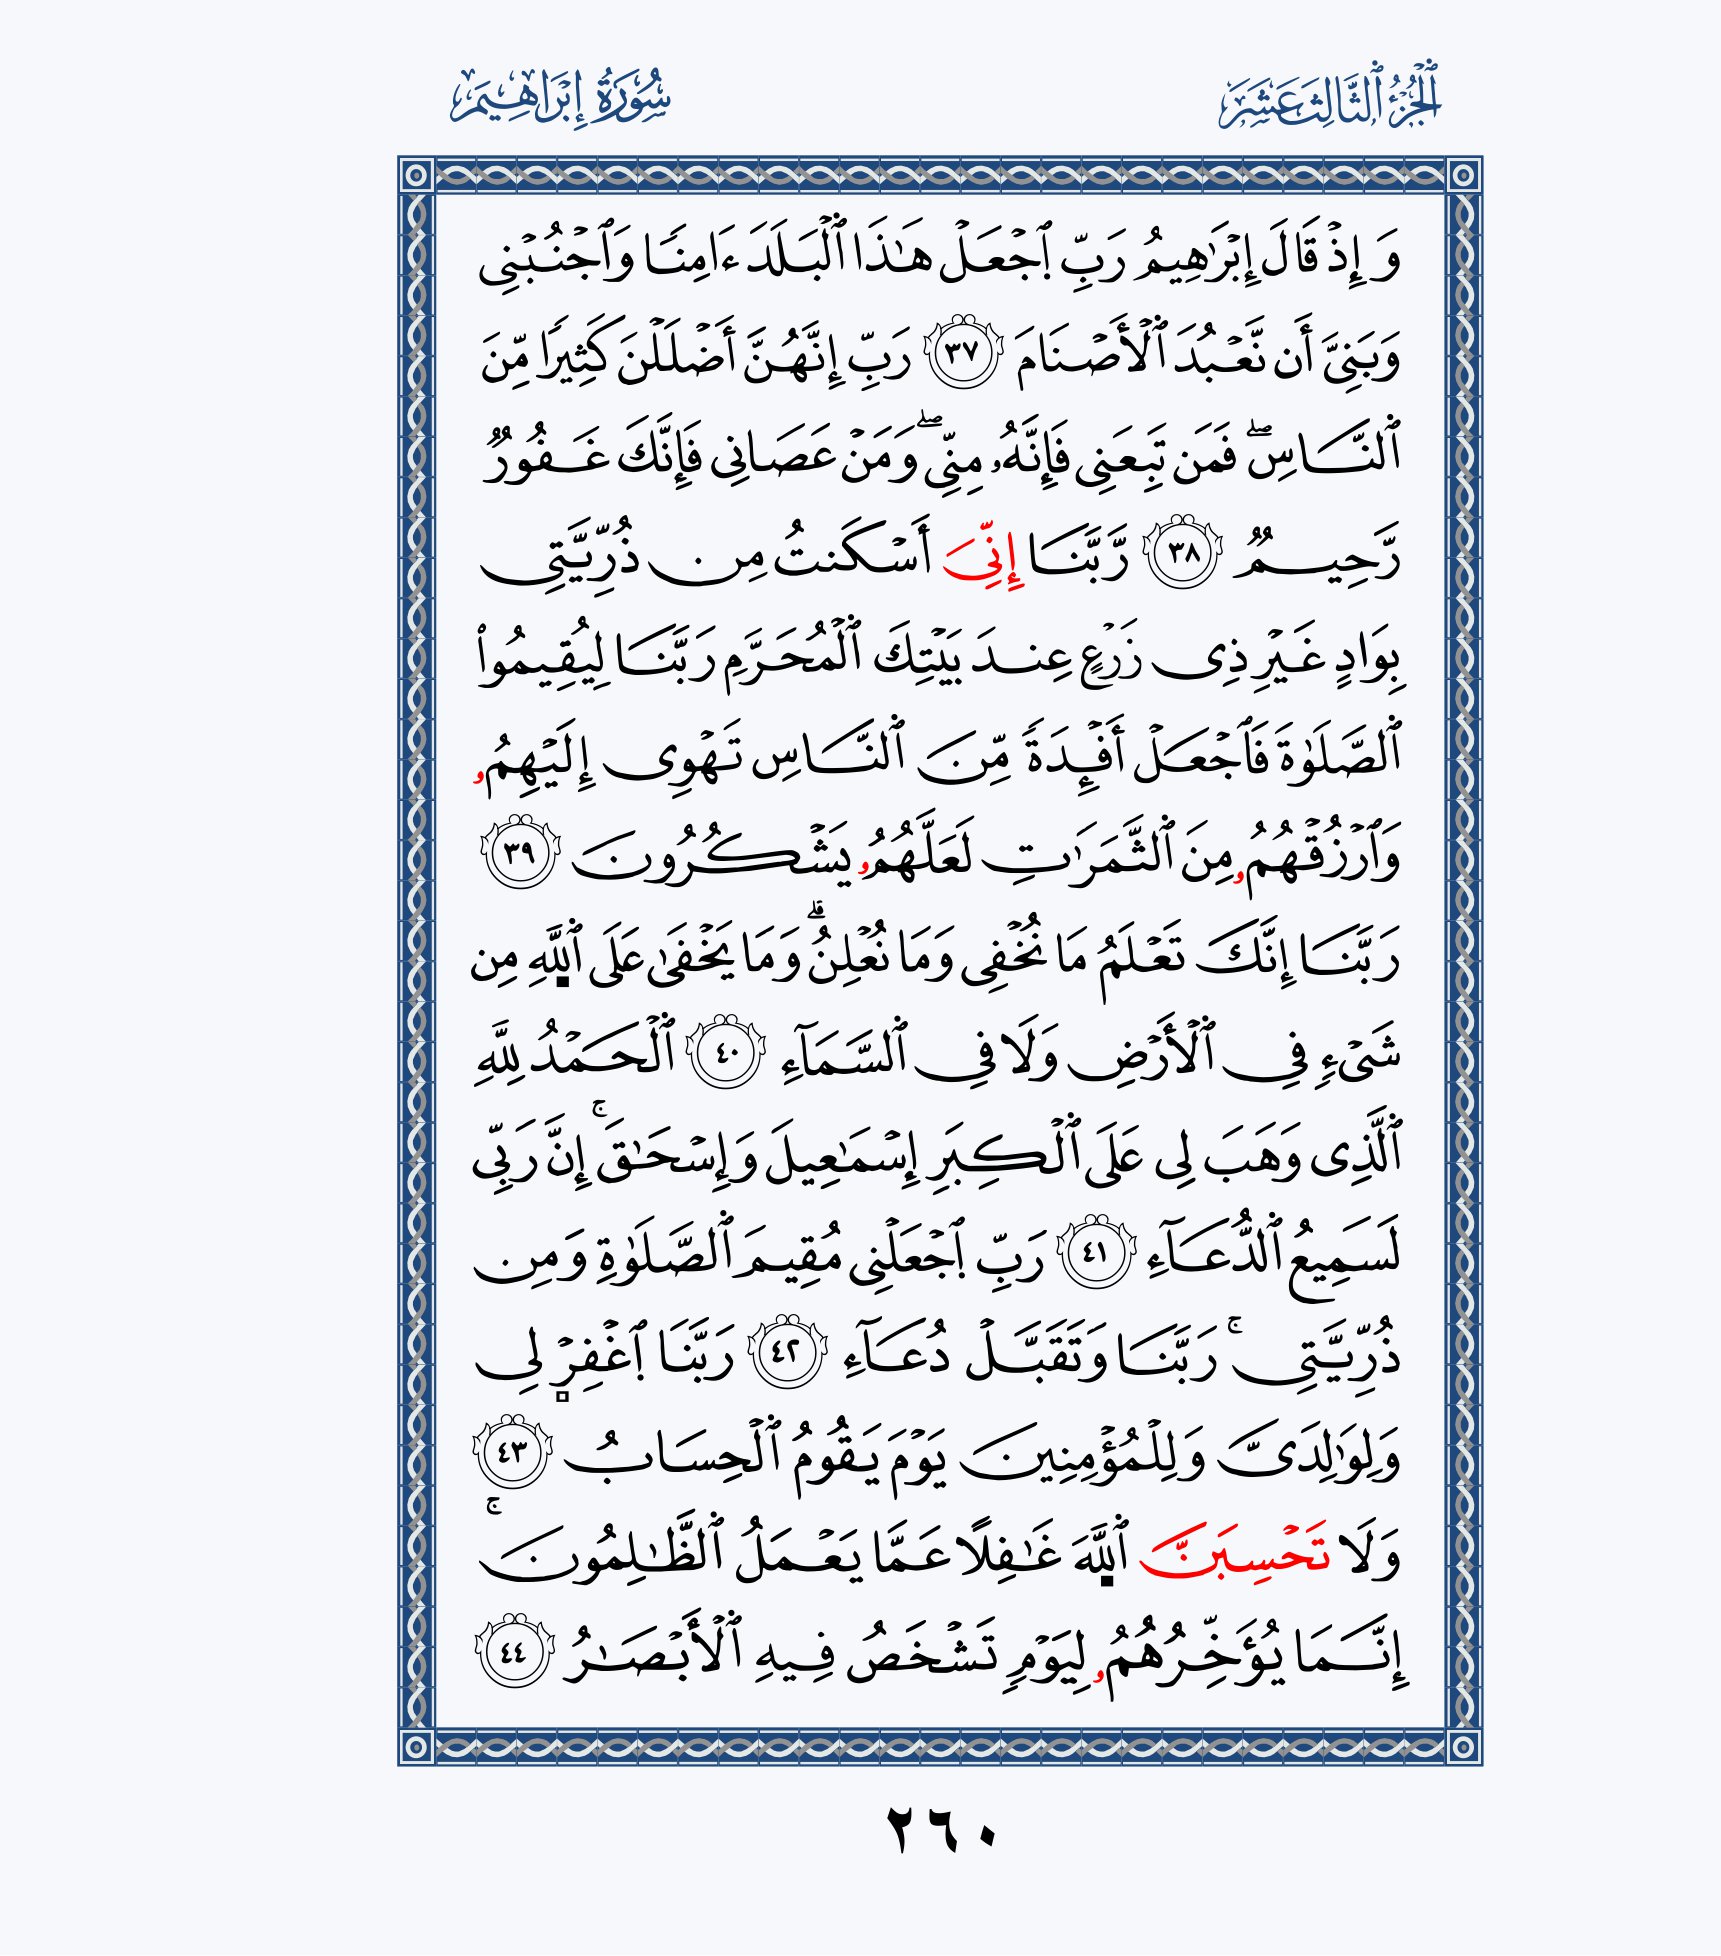 ٱلْجُزْءُ ٱلثَّالِثَ عَشَرَ
سُورَةُ إِبْرَاهِيمَ
وَإِذْ قَالَ إِبْرَٰهِيمُ رَبِّ ٱجْعَلْ هَٰذَا ٱلْبَلَدَ ءَامِنٗا وَٱجْنُبْنِي
وَبَنِيَّ أَن نَّعْبُدَ ٱلْأَصْنَامَ ٣٧ رَبِّ إِنَّهُنَّ أَضْلَلْنَ كَثِيرٗا مِّنَ
ٱلنَّاسِۖ فَمَن تَبِعَنِي فَإِنَّهُۥ مِنِّيۖ وَمَنْ عَصَانِي فَإِنَّكَ غَفُورٞ
رَّحِيمٞ ٣٨ رَّبَّنَا إِنِّيَ أَسْكَنتُ مِن ذُرِّيَّتِي
بِوَادٍ غَيْرِ ذِي زَرْعٍ عِندَ بَيْتِكَ ٱلْمُحَرَّمِ رَبَّنَا لِيُقِيمُواْ
ٱلصَّلَوٰةَ فَٱجْعَلْ أَفْـِٔدَةٗ مِّنَ ٱلنَّاسِ تَهْوِي إِلَيْهِمُۥ
وَٱرْزُقْهُمُۥ مِنَ ٱلثَّمَرَٰتِ لَعَلَّهُمُۥ يَشْكُرُونَ ٣٩
رَبَّنَا إِنَّكَ تَعْلَمُ مَا نُخْفِي وَمَا نُعْلِنُۗ وَمَا يَخْفَىٰ عَلَى ٱللَّهِ مِن
شَيْءٖ فِي ٱلْأَرْضِ وَلَا فِي ٱلسَّمَآءِ ٤٠ ٱلْحَمْدُ لِلَّهِ
ٱلَّذِي وَهَبَ لِي عَلَى ٱلْكِبَرِ إِسْمَٰعِيلَ وَإِسْحَٰقَۚ إِنَّ رَبِّي
لَسَمِيعُ ٱلدُّعَآءِ ٤١ رَبِّ ٱجْعَلْنِي مُقِيمَ ٱلصَّلَوٰةِ وَمِن
ذُرِّيَّتِيۚ رَبَّنَا وَتَقَبَّلْ دُعَآءِ ٤٢ رَبَّنَا ٱغْفِرْ لِي
وَلِوَٰلِدَيَّ وَلِلْمُؤْمِنِينَ يَوْمَ يَقُومُ ٱلْحِسَابُ ٤٣
وَلَا تَحْسِبَنَّ ٱللَّهَ غَٰفِلًا عَمَّا يَعْمَلُ ٱلظَّٰلِمُونَۚ
إِنَّمَا يُؤَخِّرُهُمُۥ لِيَوْمٖ تَشْخَصُ فِيهِ ٱلْأَبْصَٰرُ ٤٤
٢٦٠